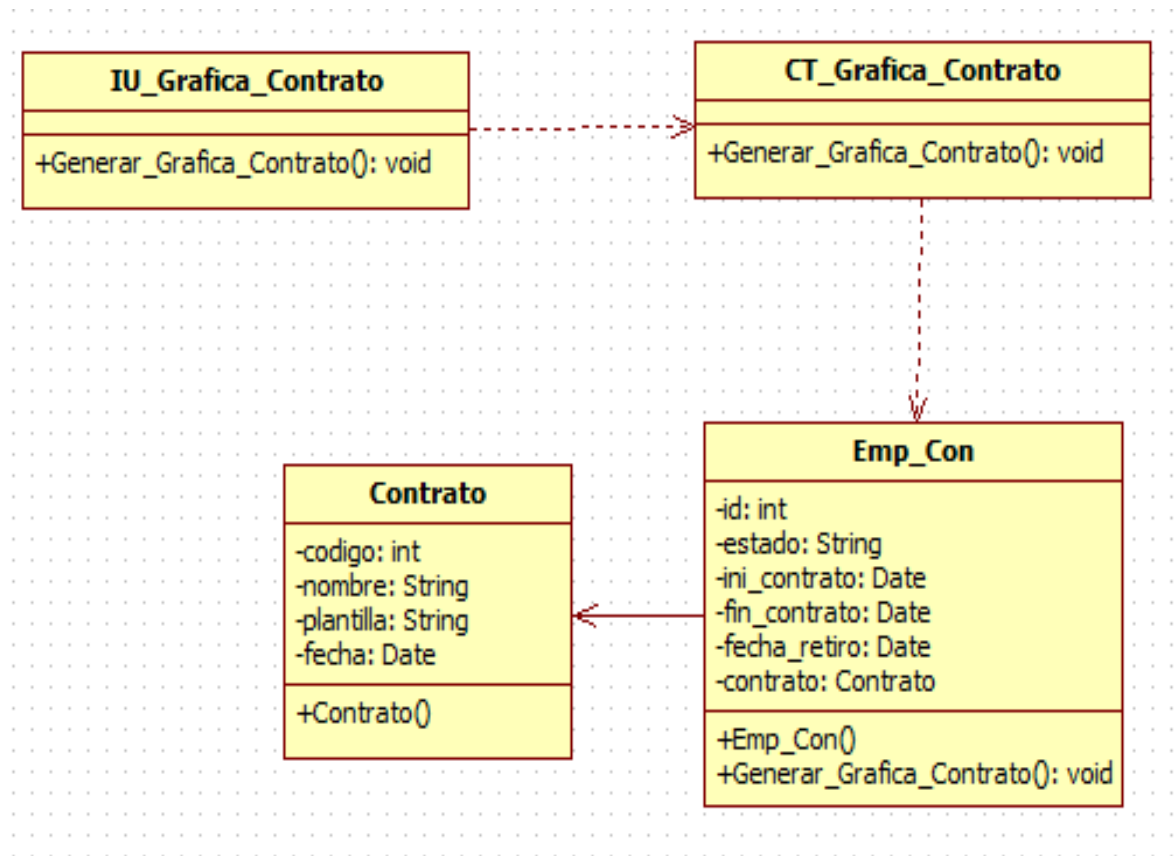 IU_Grafica_Contrato
+Generar_Grafica_Contrato(): void
CT_Grafica_Contrato
+Generar_Grafica_Contrato(): void
Contrato
-codigo: int
-nombre: String
-plantilla: String
-fecha: Date
+Contrato()
Emp_Con
-id: int
-estado: String
-ini_contrato: Date
-fin_contrato: Date
-fecha_retiro: Date
-contrato: Contrato
+Emp_Con()
+Generar_Grafica_Contrato(): void